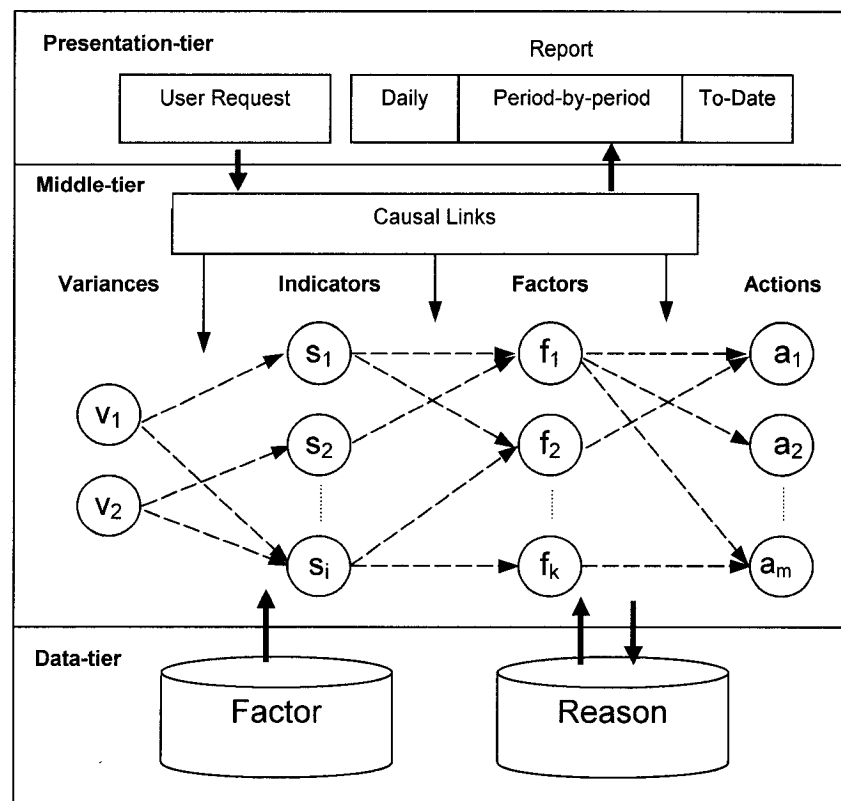 Presentation-tier
Report
User Request
Daily
Period-by-period
To-Date
Middle-tier
Causal Links
Variances
Indicators
Factors
Actions
s1
f1
a1
v1
s2
f2
a2
v2
si
fk
am
Data-tier
Factor
Reason